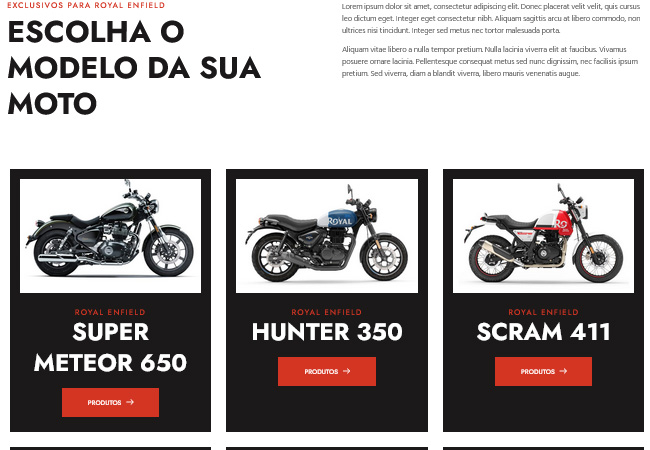 EXCLUSIVOS PARA ROYAL ENFIELD
ESCOLHA O
MODELO DA SUA
MOTO
Lorem ipsum dolor sit amet, consectetur adipiscing elit. Donec placerat velit velit, quis cursus
leo dictum eget. Integer eget consectetur nibh. Aliquam sagittis arcu at libero commodo, non
ultrices nisi tincidunt. Integer sed metus nec tortor malesuada porta.
Aliquam vitae libero a nulla tempor pretium. Nulla lacinia viverra elit at faucibus. Vivamus
posuere ornare lacinia. Pellentesque consequat metus sed nunc dignissim, nec facilisis ipsum
pretium. Sed viverra, diam a blandit viverra, libero mauris venenatis augue.
ROYAL ENFIELD
SUPER
METEOR 650
PRODUTOS →
ROYAL
ROYAL ENFIELD
HUNTER 350
PRODUTOS →
ROYAL ENFIELD
SCRAM 411
PRODUTOS →